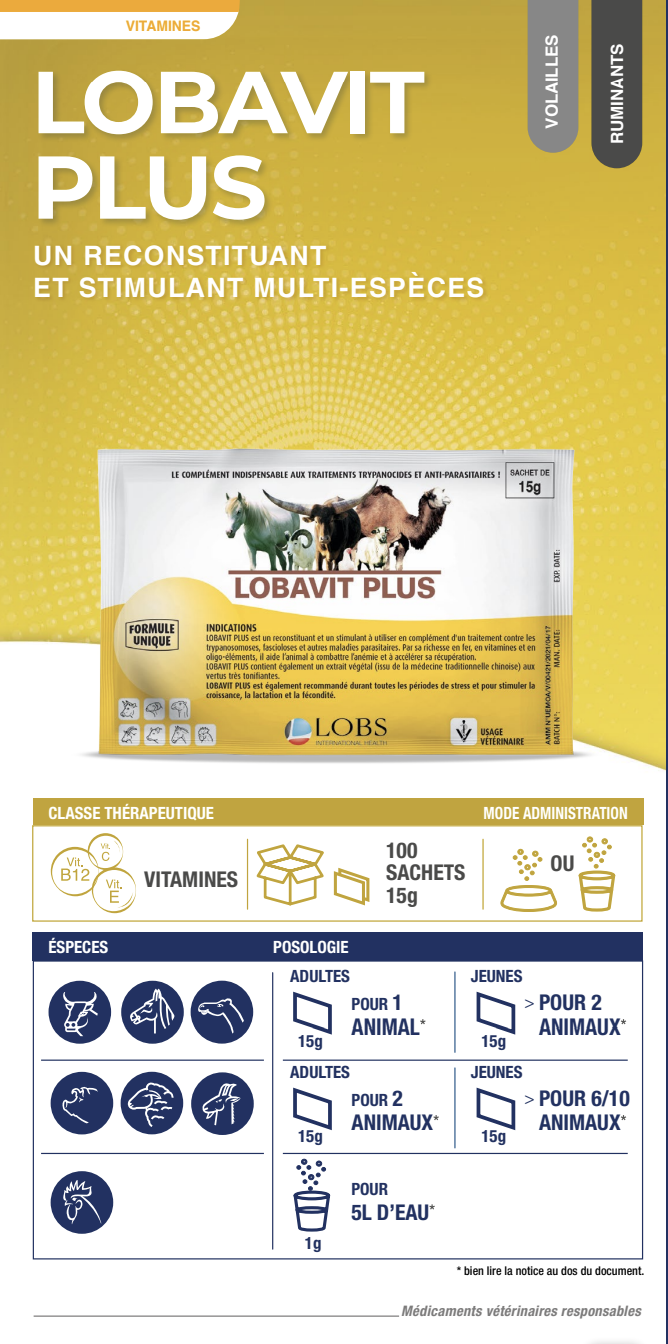 VITAMINES
VOLAILLES
RUMINANTS
LOBAVIT
PLUS
UN RECONSTITUANT
ET STIMULANT MULTI-ESPÈCES
LE COMPLÉMENT INDISPENSABLE AUX TRAITEMENTS TRYPANOCIDES ET ANTI-PARASITAIRES !
SACHET DE
15g
LOBAVIT PLUS
FORMULE
UNIQUE
INDICATIONS
LOBAVIT PLUS est un reconstituant et un stimulant à utiliser en complément d'un traitement contre les
trypanosomoses, fascioloses et autres maladies parasitaires. Par sa richesse en fer, en vitamines et en
oligo-éléments, il aide l'animal à combattre l'anémie et à accélérer sa récupération.
LOBAVIT PLUS contient également un extrait végétal (issu de la médecine traditionnelle chinoise) aux
vertus très tonifiantes.
LOBAVIT PLUS est également recommandé durant toutes les périodes de stress et pour stimuler la
croissance, la lactation et la fécondité.
LOBS
INTERNATIONAL HEALTH
USAGE
VÉTÉRINAIRE
AMM N°UEMOA/V/00421/2021/04/17
BATCH N°: MAN. DATE: EXP. DATE:
CLASSE THÉRAPEUTIQUE
MODE ADMINISTRATION
Vit.
B12
Vit.
C
Vit.
E
VITAMINES
100
SACHETS
15g
OU
ÉSPECES
POSOLOGIE
ADULTES
15g
POUR 1
ANIMAL*
JEUNES
15g
> POUR 2
ANIMAUX*
ADULTES
15g
POUR 2
ANIMAUX*
JEUNES
15g
> POUR 6/10
ANIMAUX*
1g
POUR
5L D'EAU*
* bien lire la notice au dos du document.
Médicaments vétérinaires responsables